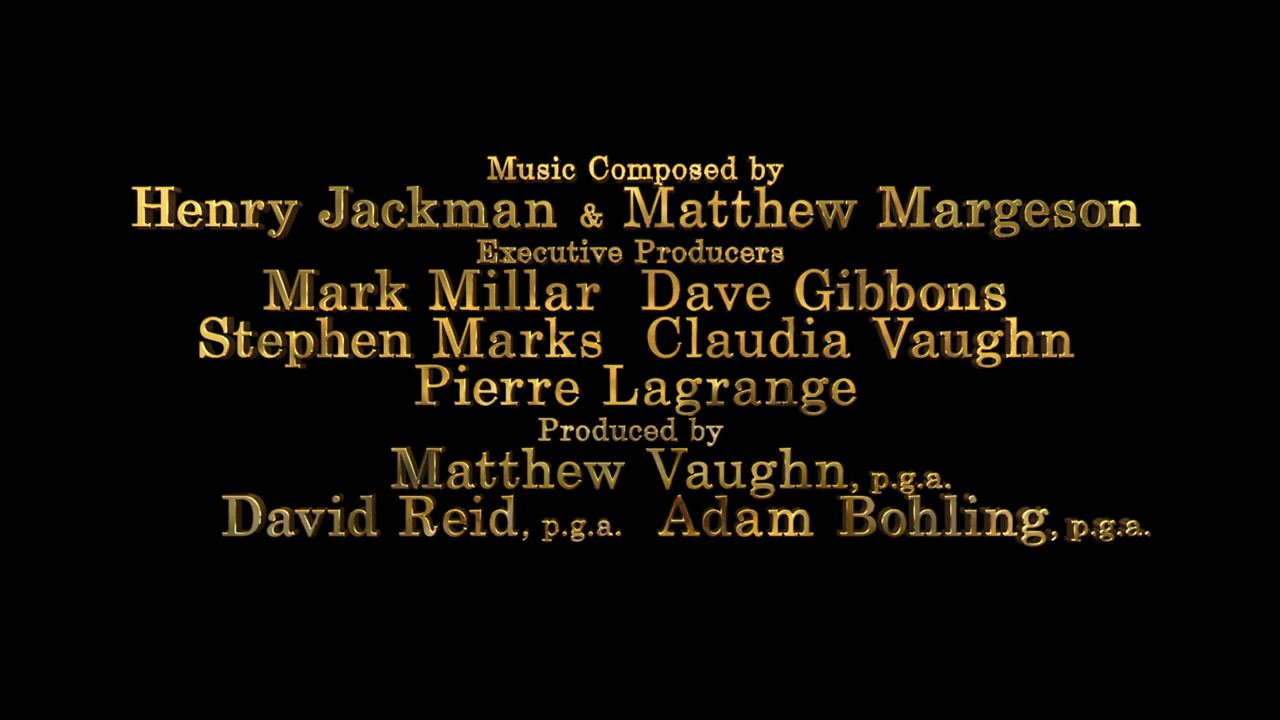 Music Composed by
Henry Jackman & Matthew Margeson
Executive Producers
Mark Millar Dave Gibbons
Stephen Marks Claudia Vaughn
Pierre Lagrange
Produced by
Matthew Vaughn, p.g.a.
David Reid, p.g.a. Adam Bohling, p.g.a.